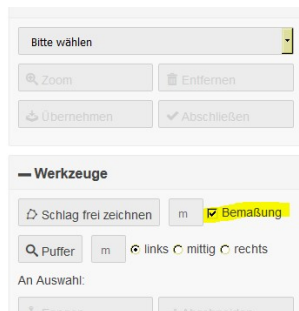 Bitte wählen
Zoom Entfernen
Übernehmen Abschließen
Werkzeuge
Schlag frei zeichnen m Bemaßung
Puffer m links mittig rechts
An Auswahl: